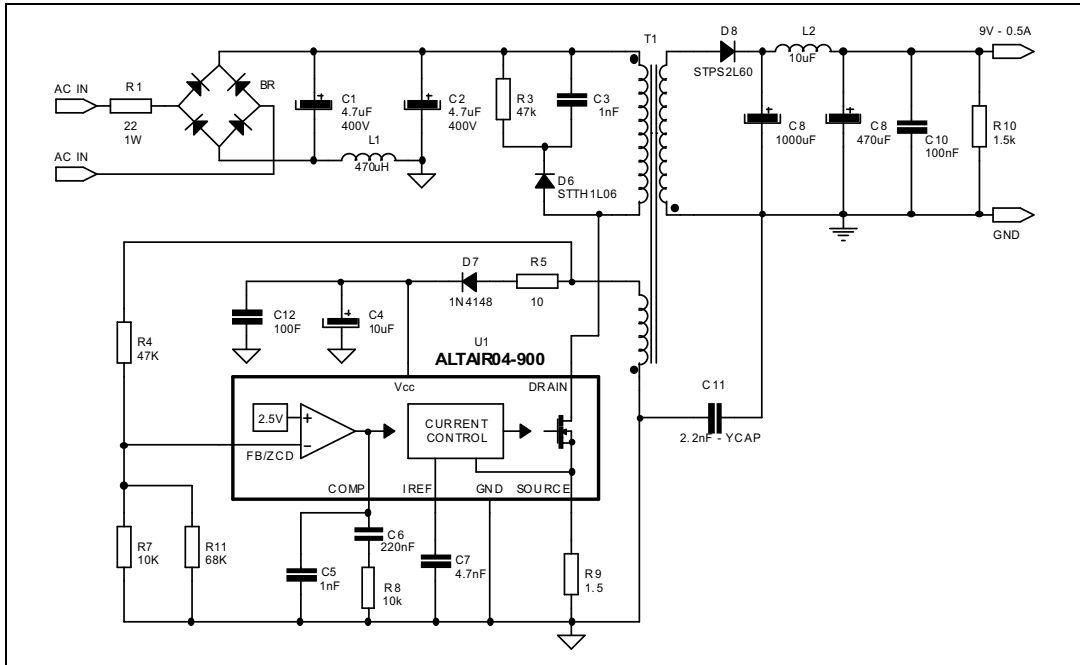 T1
D8
STPS2L60
L2
10uF
9V - 0.5A
AC IN
R1
22
1W
BR
C1
4.7uF
400V
C2
4.7uF
400V
R3
47k
C3
1nF
C8
1000uF
C8
470uF
C10
100nF
R10
1.5k
AC IN
L1
470uH
D6
STTH1L06
GND
D7
1N4148
R5
10
C12
100F
C4
10uF
R4
47K
U1
ALTAIR04-900
Vcc
DRAIN
C11
2.2nF - YCAP
2.5V
+
−
CURRENT
CONTROL
FB/ZCD
COMP
IREF
GND
SOURCE
R7
10K
R11
68K
C5
1nF
C6
220nF
R8
10k
C7
4.7nF
R9
1.5